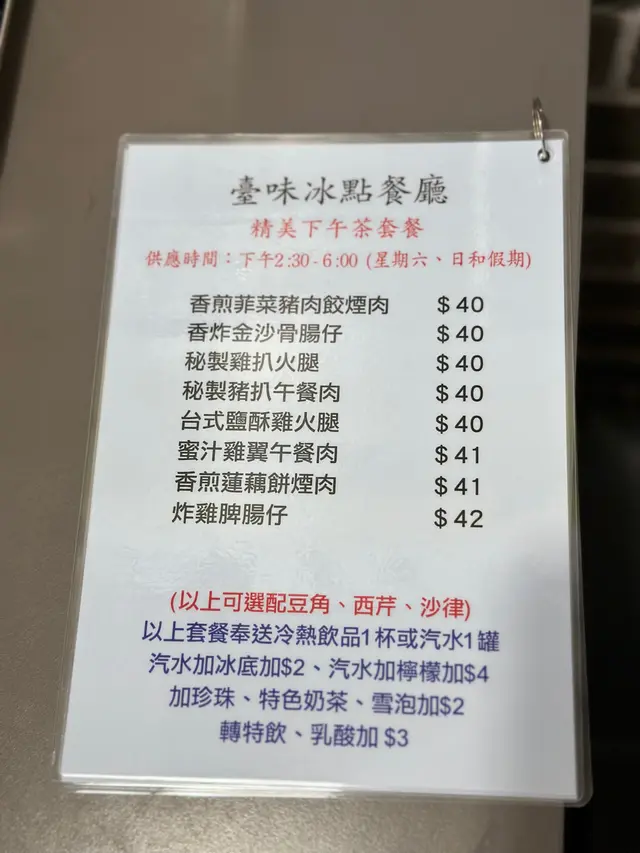 臺味冰點餐廳
精美下午茶套餐
供應時間：下午2:30-6:00 (星期六、日和假期)
香煎菲菜豬肉餃煙肉 $40
香炸金沙骨腸仔 $40
秘製雞扒火腿 $40
秘製豬扒午餐肉 $40
台式鹽酥雞火腿 $40
蜜汁雞翼午餐肉 $41
香煎蓮藕餅煙肉 $41
炸雞脾腸仔 $42
(以上可選配豆角、西芹、沙律)
以上套餐奉送冷熱飲品1杯或汽水1罐
汽水加冰底加$2、汽水加檸檬加$4
加珍珠、特色奶茶、雪泡加$2
轉特飲、乳酸加 $3